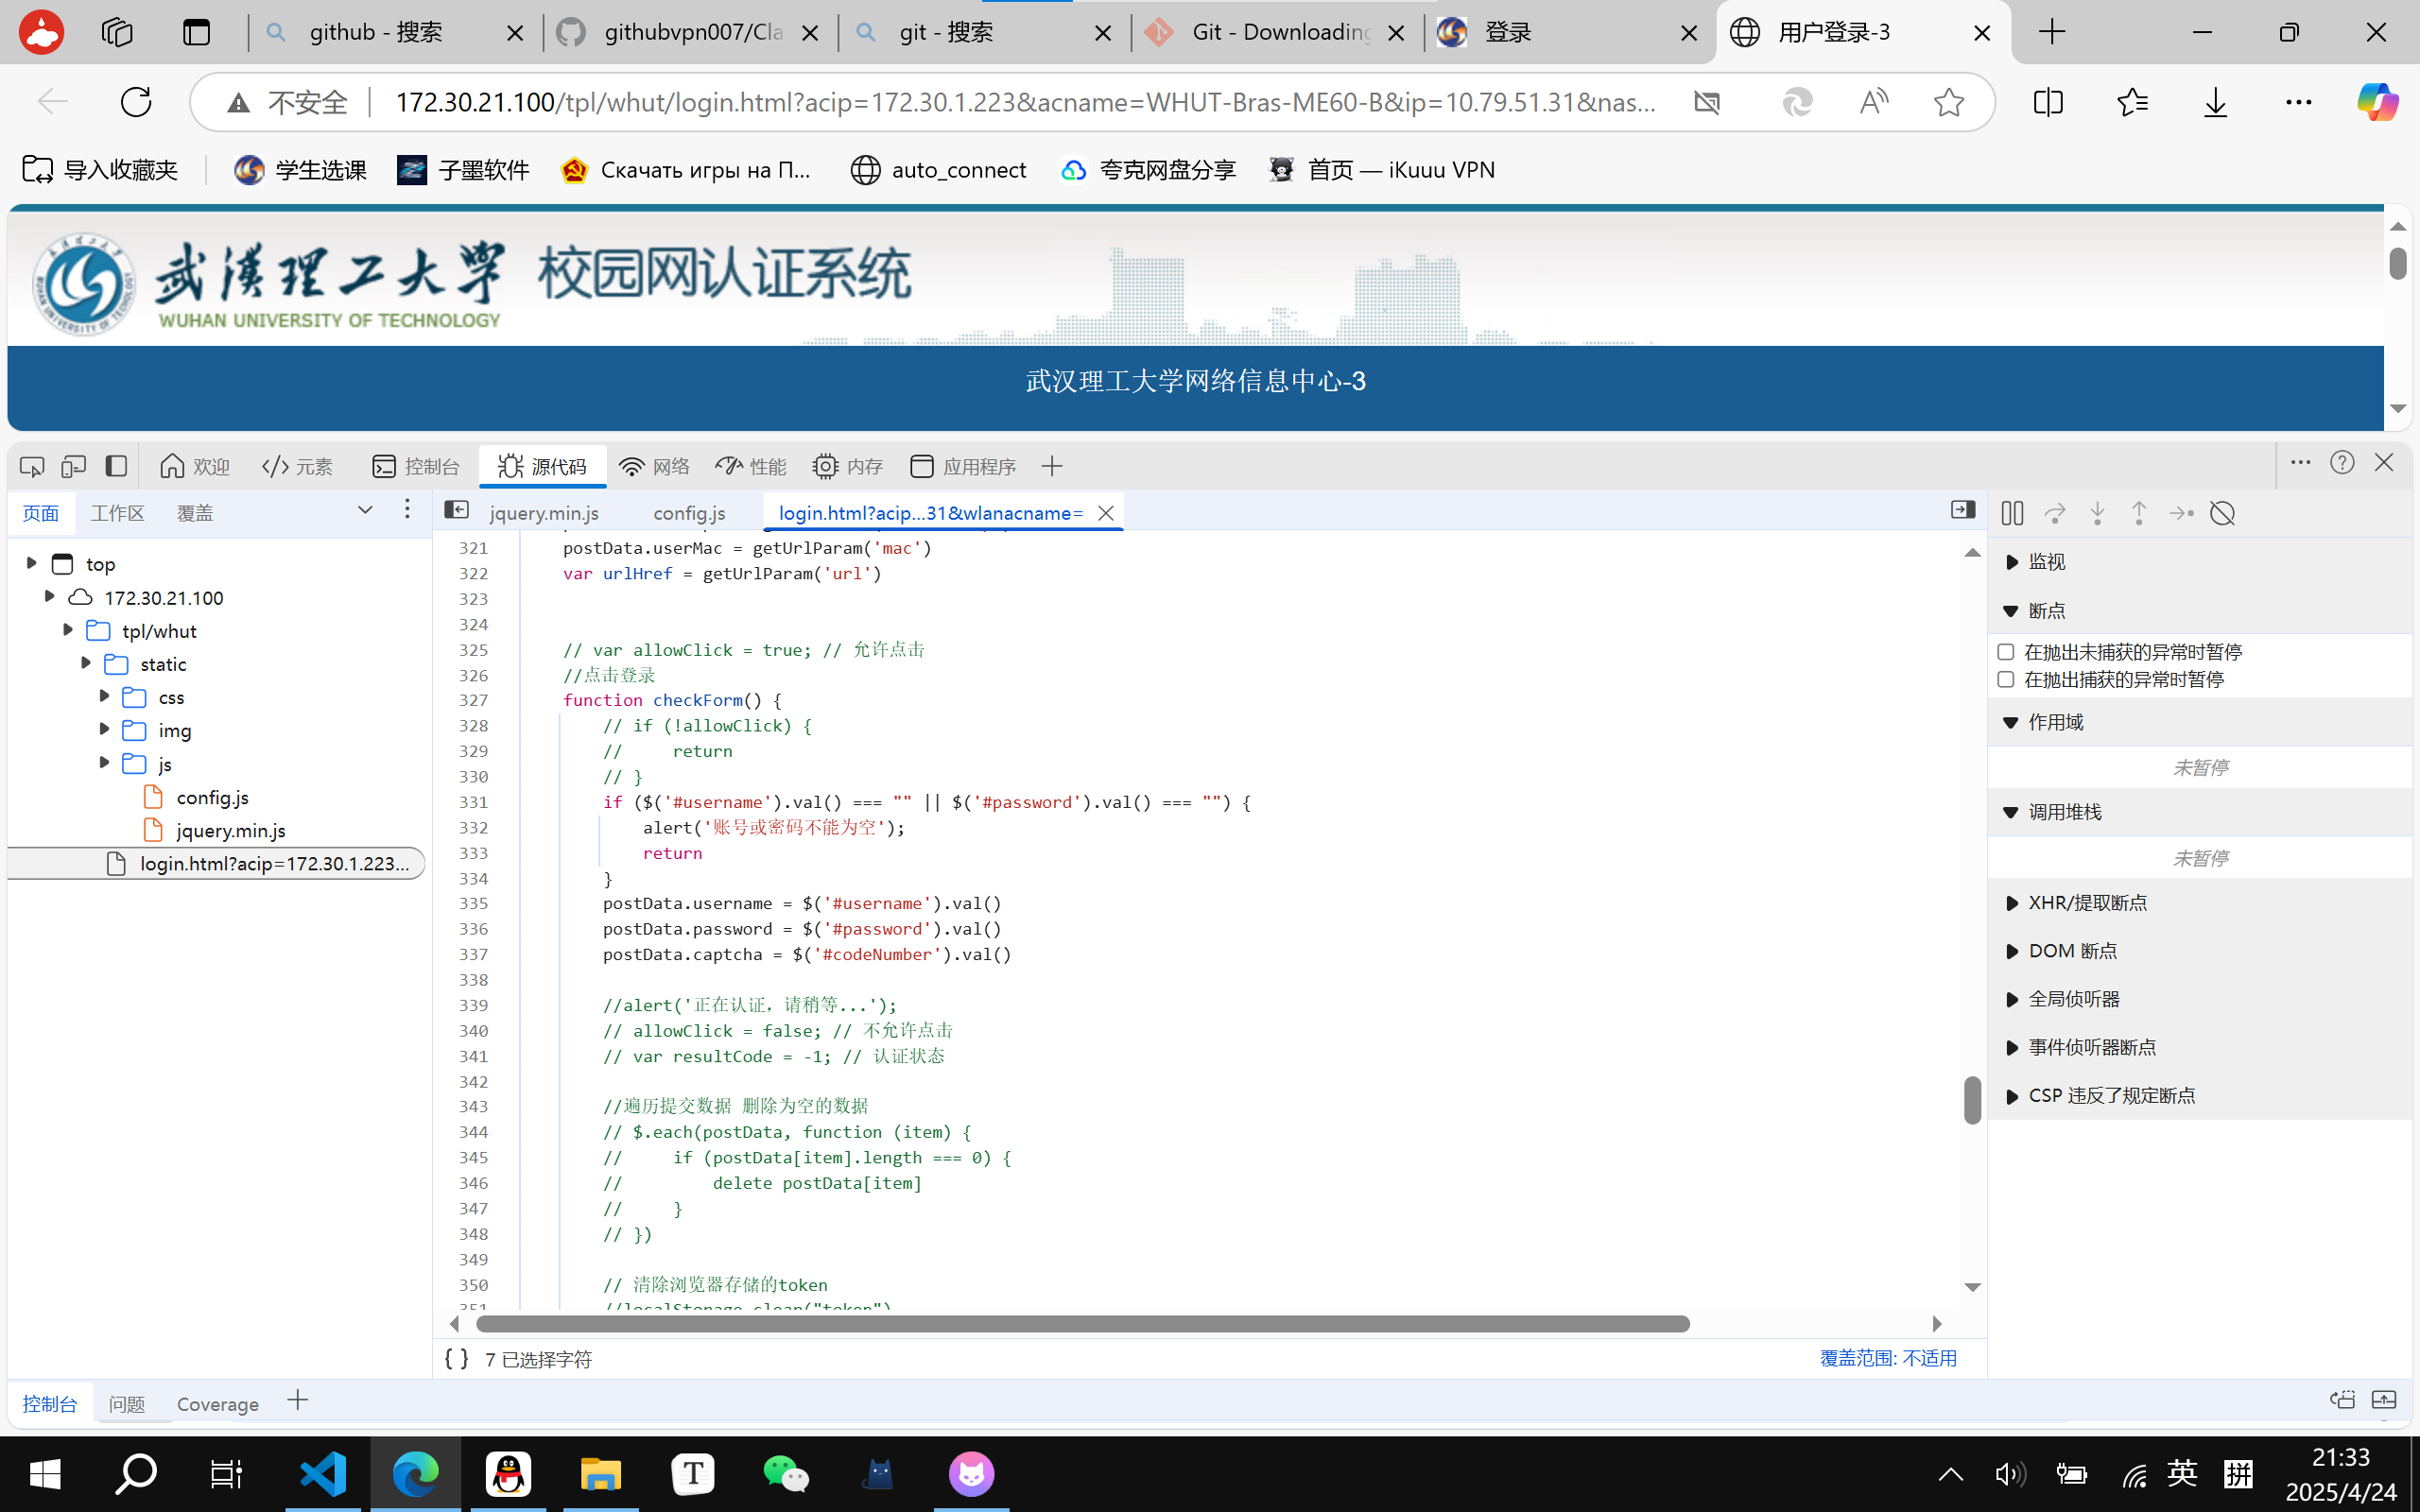 github - 搜索
githubvpn007/Cla
git - 搜索
Git - Downloading
登录
用户登录-3
不安全
172.30.21.100/tpl/whut/login.html?acip=172.30.1.223&acname=WHUT-Bras-ME60-B&ip=10.79.51.31&nas...
导入收藏夹
学生选课
子墨软件
Скачать игры на П...
auto_connect
夸克网盘分享
首页 — iKuuu VPN
武漢理工大学 校园网认证系统
WUHAN UNIVERSITY OF TECHNOLOGY
武汉理工大学网络信息中心-3
欢迎
</> 元素
控制台
源代码
网络
性能
内存
应用程序
页面
工作区
覆盖
jquery.min.js
config.js
login.html?acip...31&wlanacname=
top
172.30.21.100
tpl/whut
static
css
img
js
config.js
jquery.min.js
login.html?acip=172.30.1.223...
321 postData.userMac = getUrlParam('mac')
322 var urlHref = getUrlParam('url')
323
324
325 // var allowClick = true; // 允许点击
326 //点击登录
327 function checkForm() {
328 // if (!allowClick) {
329 // return
330 // }
331 if ($('#username').val() === "" || $('#password').val() === "") {
332 alert('账号或密码不能为空');
333 return
334 }
335 postData.username = $('#username').val()
336 postData.password = $('#password').val()
337 postData.captcha = $('#codeNumber').val()
338
339 //alert('正在认证，请稍等...');
340 // allowClick = false; // 不允许点击
341 // var resultCode = -1; // 认证状态
342
343 //遍历提交数据 删除为空的数据
344 // $.each(postData, function (item) {
345 // if (postData[item].length === 0) {
346 // delete postData[item]
347 // }
348 // })
349
350 // 清除浏览器存储的token
351 //localStorage.clean("token")
{ } 7 已选择字符
覆盖范围: 不适用
监视
断点
在抛出未捕获的异常时暂停
在抛出捕获的异常时暂停
作用域
未暂停
调用堆栈
未暂停
XHR/提取断点
DOM 断点
全局侦听器
事件侦听器断点
CSP 违反了规定断点
控制台
问题
Coverage
T
英
拼
21:33
2025/4/24